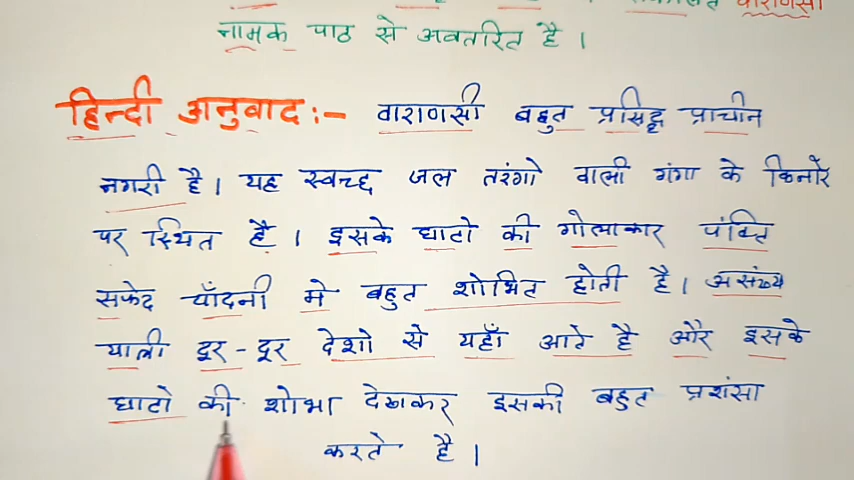 वाराणसी
नामक पाठ से अवतरित है ।
हिन्दी अनुवाद :- वाराणसी बहुत प्रसिद्ध प्राचीन
नगरी है । यह स्वच्छ जल तरंगो वाली गंगा के किनारे
पर स्थित है । इसके घाटो की गोलाकार पंक्ति
सफेद चाँदनी मे बहुत शोभित होती है । असंख्य
यात्री दूर - दूर देशो से यहाँ आते है और इसके
घाटो की शोभा देखकर इसकी बहुत प्रशंसा
करते है ।